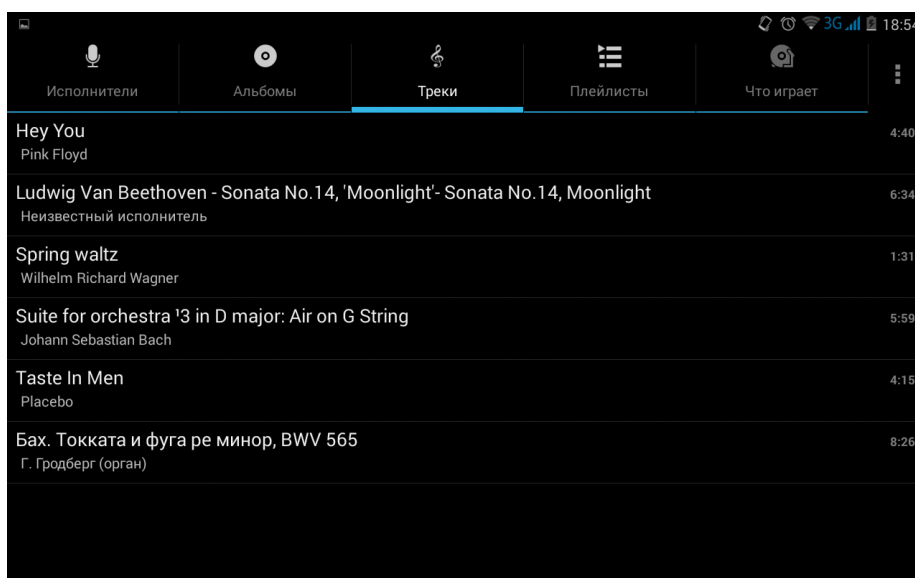 3G 18:54
Исполнители Альбомы Треки Плейлисты Что играет
Hey You 4:40
Pink Floyd
Ludwig Van Beethoven - Sonata No.14, 'Moonlight'- Sonata No.14, Moonlight 6:34
Неизвестный исполнитель
Spring waltz 1:31
Wilhelm Richard Wagner
Suite for orchestra ¹3 in D major: Air on G String 5:59
Johann Sebastian Bach
Taste In Men 4:15
Placebo
Бах. Токката и фуга ре минор, BWV 565 8:26
Г. Гродберг (орган)